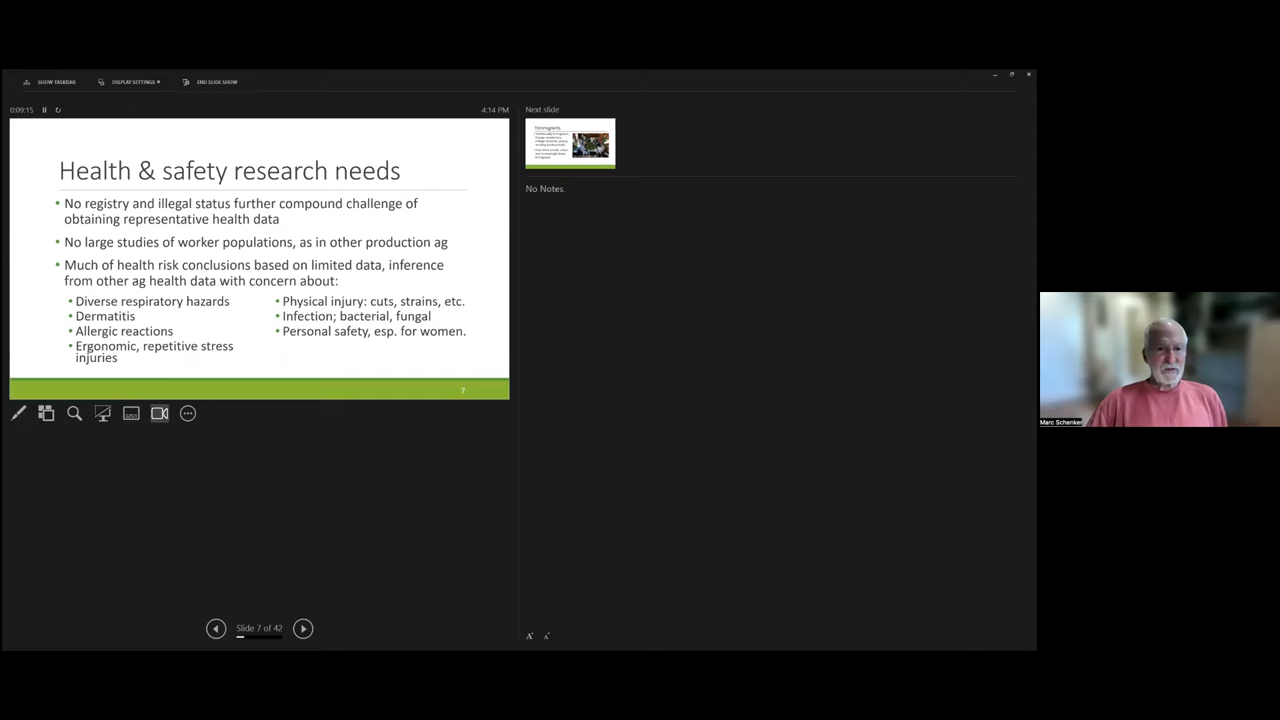 SHOW TASKBAR
DISPLAY SETTINGS ▾
END SLIDE SHOW
0:09:15
4:14 PM
Health & safety research needs
• No registry and illegal status further compound challenge of
obtaining representative health data
• No large studies of worker populations, as in other production ag
• Much of health risk conclusions based on limited data, inference
from other ag health data with concern about:
• Diverse respiratory hazards
• Dermatitis
• Allergic reactions
• Ergonomic, repetitive stress
injuries
• Physical injury: cuts, strains, etc.
• Infection; bacterial, fungal
• Personal safety, esp. for women.
7
Slide 7 of 42
Next slide
Trimmigrants
No Notes.
A
A
Marc Schenker